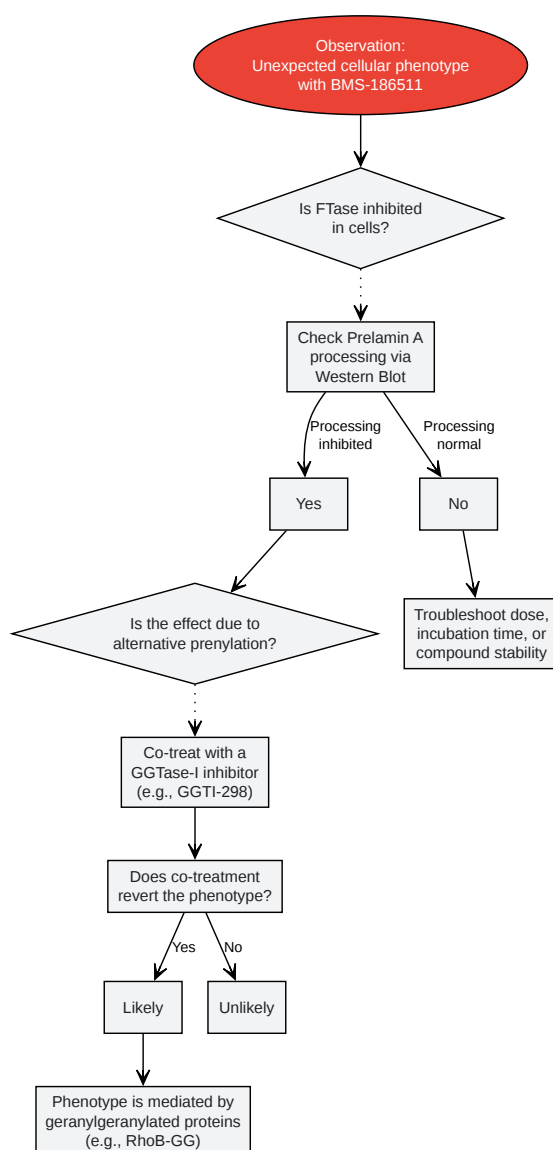 Observation:
Unexpected cellular phenotype
with BMS-186511
Is FTase inhibited
in cells?
Check Prelamin A
processing via
Western Blot
Processing
inhibited
Processing
normal
Yes
No
Is the effect due to
alternative prenylation?
Troubleshoot dose,
incubation time, or
compound stability
Co-treat with a
GGTase-I inhibitor
(e.g., GGTI-298)
Does co-treatment
revert the phenotype?
Yes
No
Likely
Unlikely
Phenotype is mediated by
geranylgeranylated proteins
(e.g., RhoB-GG)